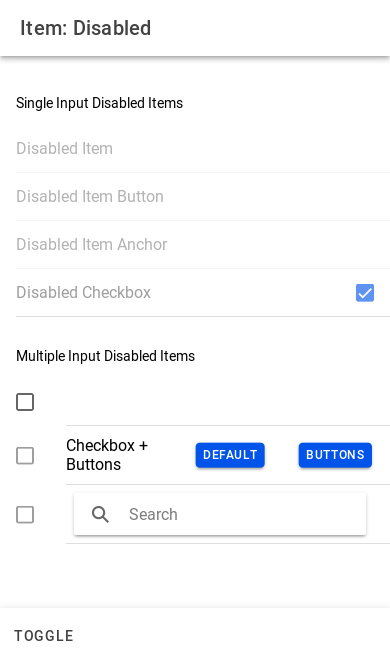 Item: Disabled
Single Input Disabled Items
Disabled Item
Disabled Item Button
Disabled Item Anchor
Disabled Checkbox
Multiple Input Disabled Items
Checkbox +
Buttons
DEFAULT
BUTTONS
Search
TOGGLE